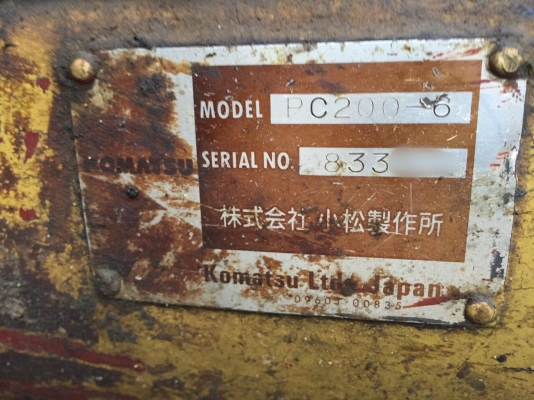 MODEL PC200-6
KOMATSU
SERIAL NO 833
株式会社 小松製作所
Komatsu Ltd. Japan
09603-00835